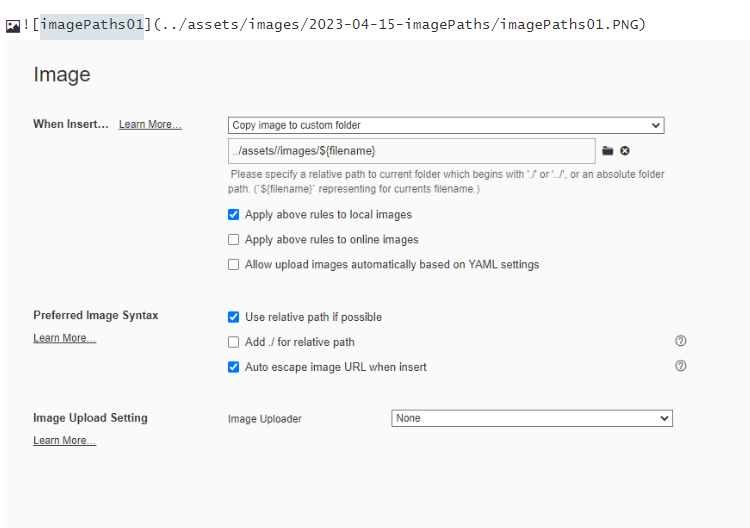 ![imagePaths01](../assets/images/2023-04-15-imagePaths/imagePaths01.PNG)
Image
When Insert... Learn More... Copy image to custom folder
../assets//images/${filename}
Please specify a relative path to current folder which begins with './' or '../', or an absolute folder
path. (`${filename}` representing for currents filename.)
Apply above rules to local images
Apply above rules to online images
Allow upload images automatically based on YAML settings
Preferred Image Syntax Use relative path if possible
Learn More... Add ./ for relative path
Auto escape image URL when insert
Image Upload Setting Image Uploader None
Learn More...